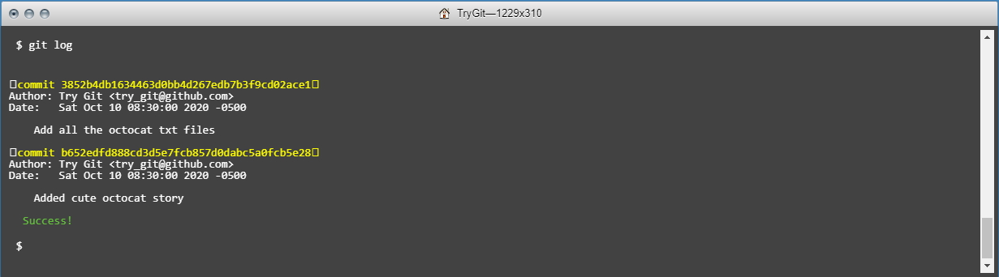 TryGit—1229x310
$ git log
commit 3852b4db1634463d0bb4d267edb7b3f9cd02ace1
Author: Try Git <try_git@github.com>
Date:   Sat Oct 10 08:30:00 2020 -0500
Add all the octocat txt files
commit b652edfd888cd3d5e7fcb857d0dabc5a0fcb5e28
Author: Try Git <try_git@github.com>
Date:   Sat Oct 10 08:30:00 2020 -0500
Added cute octocat story
Success!
$